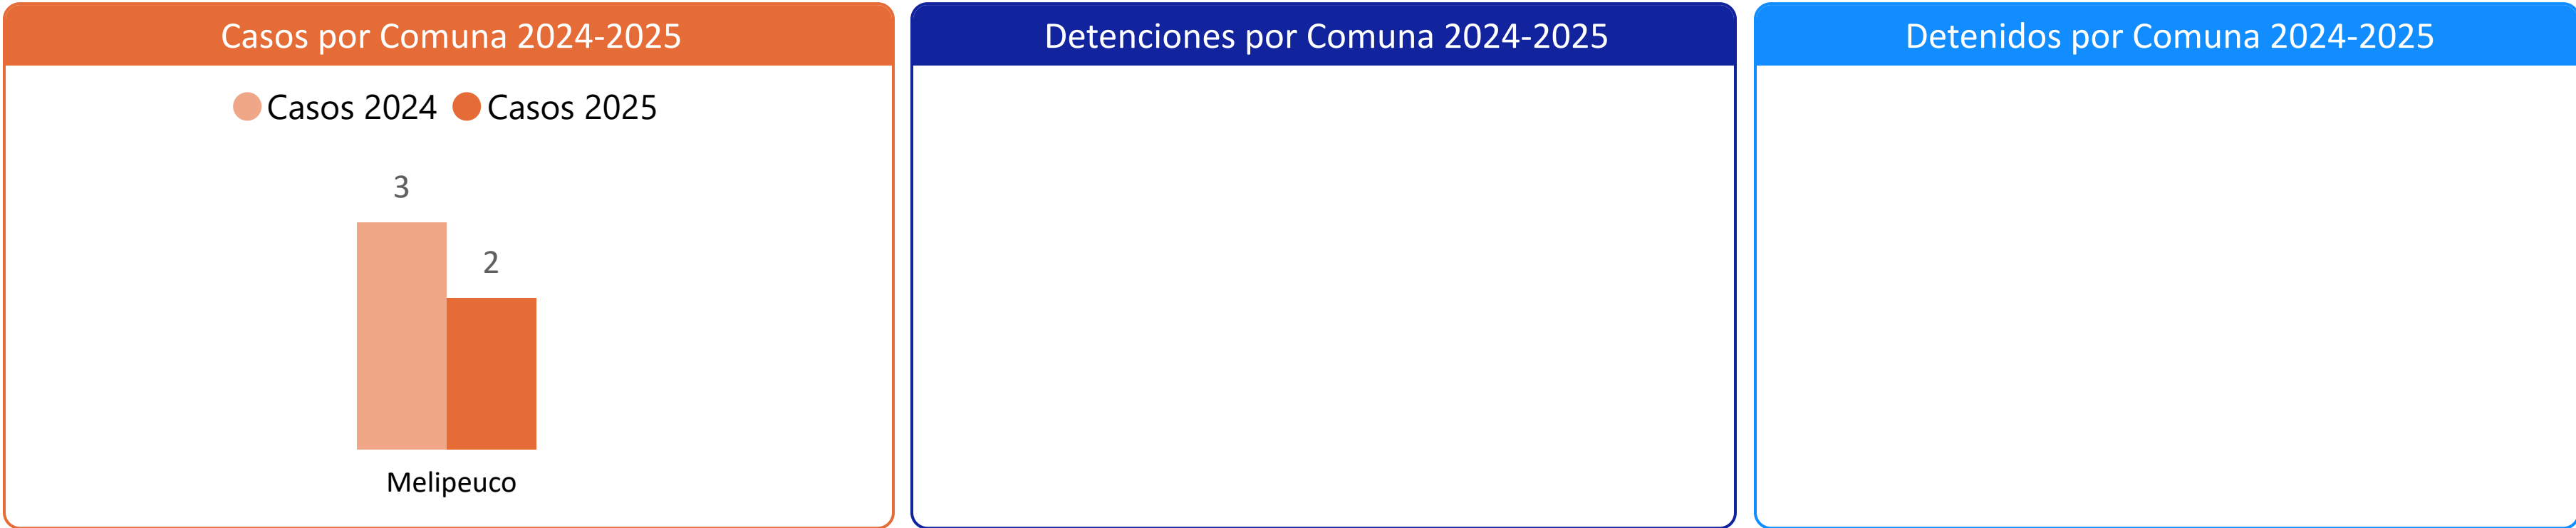 Casos por Comuna 2024-2025
Casos 2024 Casos 2025
3
2
Melipeuco
Detenciones por Comuna 2024-2025
Detenidos por Comuna 2024-2025